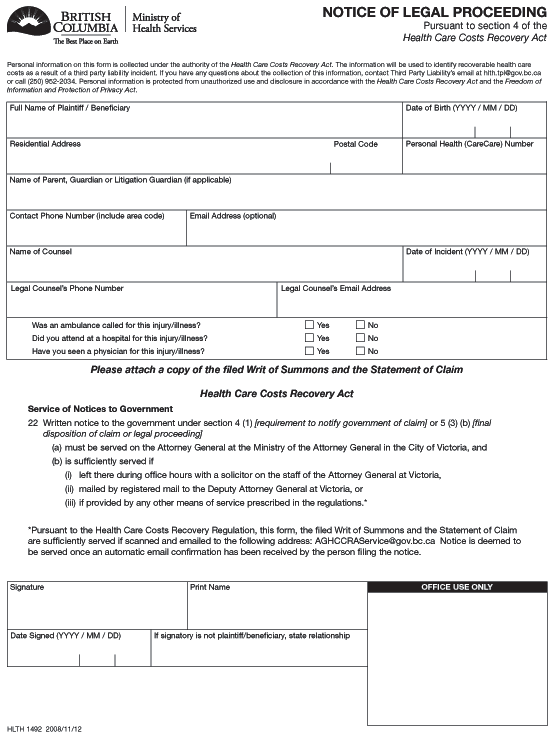 BRITISH
COLUMBIA
The Best Place on Earth
Ministry of
Health Services
NOTICE OF LEGAL PROCEEDING
Pursuant to section 4 of the
Health Care Costs Recovery Act
Personal information on this form is collected under the authority of the Health Care Costs Recovery Act. The information will be used to identify recoverable health care
costs as a result of a third party liability incident. If you have any questions about the collection of this information, contact Third Party Liability's email at hlth.tpl@gov.bc.ca
or call (250) 952-2034. Personal information is protected from unauthorized use and disclosure in accordance with the Health Care Costs Recovery Act and the Freedom of
Information and Protection of Privacy Act.
Full Name of Plaintiff / Beneficiary
Date of Birth (YYYY / MM / DD)
Residential Address
Postal Code
Personal Health (CareCare) Number
Name of Parent, Guardian or Litigation Guardian (if applicable)
Contact Phone Number (include area code)
Email Address (optional)
Name of Counsel
Date of Incident (YYYY / MM / DD)
Legal Counsel's Phone Number
Legal Counsel's Email Address
Was an ambulance called for this injury/illness? Yes No
Did you attend at a hospital for this injury/illness? Yes No
Have you seen a physician for this injury/illness? Yes No
Please attach a copy of the filed Writ of Summons and the Statement of Claim
Health Care Costs Recovery Act
Service of Notices to Government
22 Written notice to the government under section 4 (1) [requirement to notify government of claim] or 5 (3) (b) [final
disposition of claim or legal proceeding]
(a) must be served on the Attorney General at the Ministry of the Attorney General in the City of Victoria, and
(b) is sufficiently served if
(i) left there during office hours with a solicitor on the staff of the Attorney General at Victoria,
(ii) mailed by registered mail to the Deputy Attorney General at Victoria, or
(iii) if provided by any other means of service prescribed in the regulations.*
*Pursuant to the Health Care Costs Recovery Regulation, this form, the filed Writ of Summons and the Statement of Claim
are sufficiently served if scanned and emailed to the following address: AGHCCRAService@gov.bc.ca Notice is deemed to
be served once an automatic email confirmation has been received by the person filing the notice.
Signature
Print Name
OFFICE USE ONLY
Date Signed (YYYY / MM / DD)
If signatory is not plaintiff/beneficiary, state relationship
HLTH 1492 2008/11/12